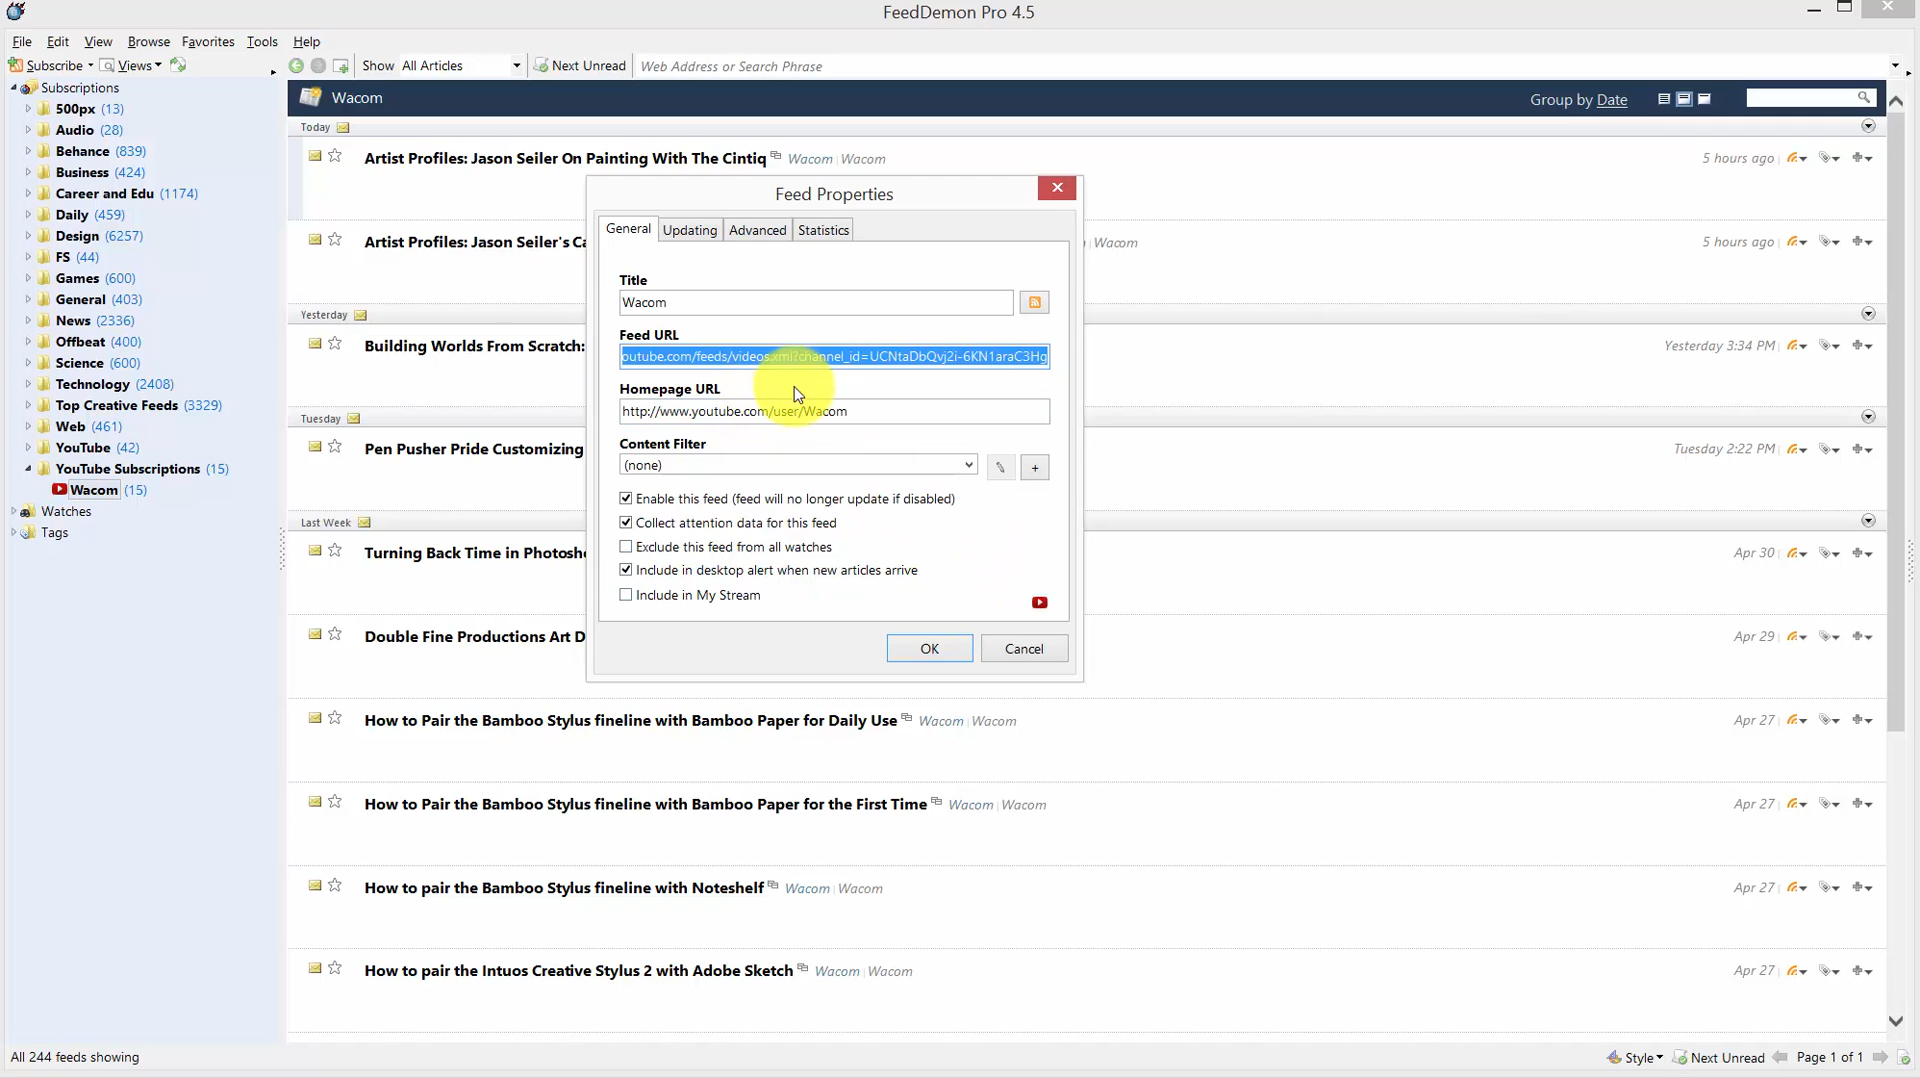 FeedDemon Pro 4.5
File Edit View Browse Favorites Tools Help
Subscribe Views Show All Articles Next Unread Web Address or Search Phrase
Subscriptions
500px (13)
Audio (28)
Behance (839)
Business (424)
Career and Edu (1174)
Daily (459)
Design (6257)
FS (44)
Games (600)
General (403)
News (2336)
Offbeat (400)
Science (600)
Technology (2408)
Top Creative Feeds (3329)
Web (461)
YouTube (42)
YouTube Subscriptions (15)
Wacom (15)
Watches
Tags
Wacom Group by Date
Today
Artist Profiles: Jason Seiler On Painting With The Cintiq Wacom | Wacom 5 hours ago
Artist Profiles: Jason Seiler's Ca | Wacom 5 hours ago
Yesterday
Building Worlds From Scratch: Yesterday 3:34 PM
Tuesday
Pen Pusher Pride Customizing Tuesday 2:22 PM
Last Week
Turning Back Time in Photosho Apr 30
Double Fine Productions Art D Apr 29
How to Pair the Bamboo Stylus fineline with Bamboo Paper for Daily Use Wacom | Wacom Apr 27
How to Pair the Bamboo Stylus fineline with Bamboo Paper for the First Time Wacom | Wacom Apr 27
How to pair the Bamboo Stylus fineline with Noteshelf Wacom | Wacom Apr 27
How to pair the Intuos Creative Stylus 2 with Adobe Sketch Wacom | Wacom Apr 27
Feed Properties
General Updating Advanced Statistics
Title
Wacom
Feed URL
outube.com/feeds/videos.xml?channel_id=UCNtaDbQvj2i-6KN1araC3Hg
Homepage URL
http://www.youtube.com/user/Wacom
Content Filter
(none)
Enable this feed (feed will no longer update if disabled)
Collect attention data for this feed
Exclude this feed from all watches
Include in desktop alert when new articles arrive
Include in My Stream
OK Cancel
All 244 feeds showing Style Next Unread Page 1 of 1